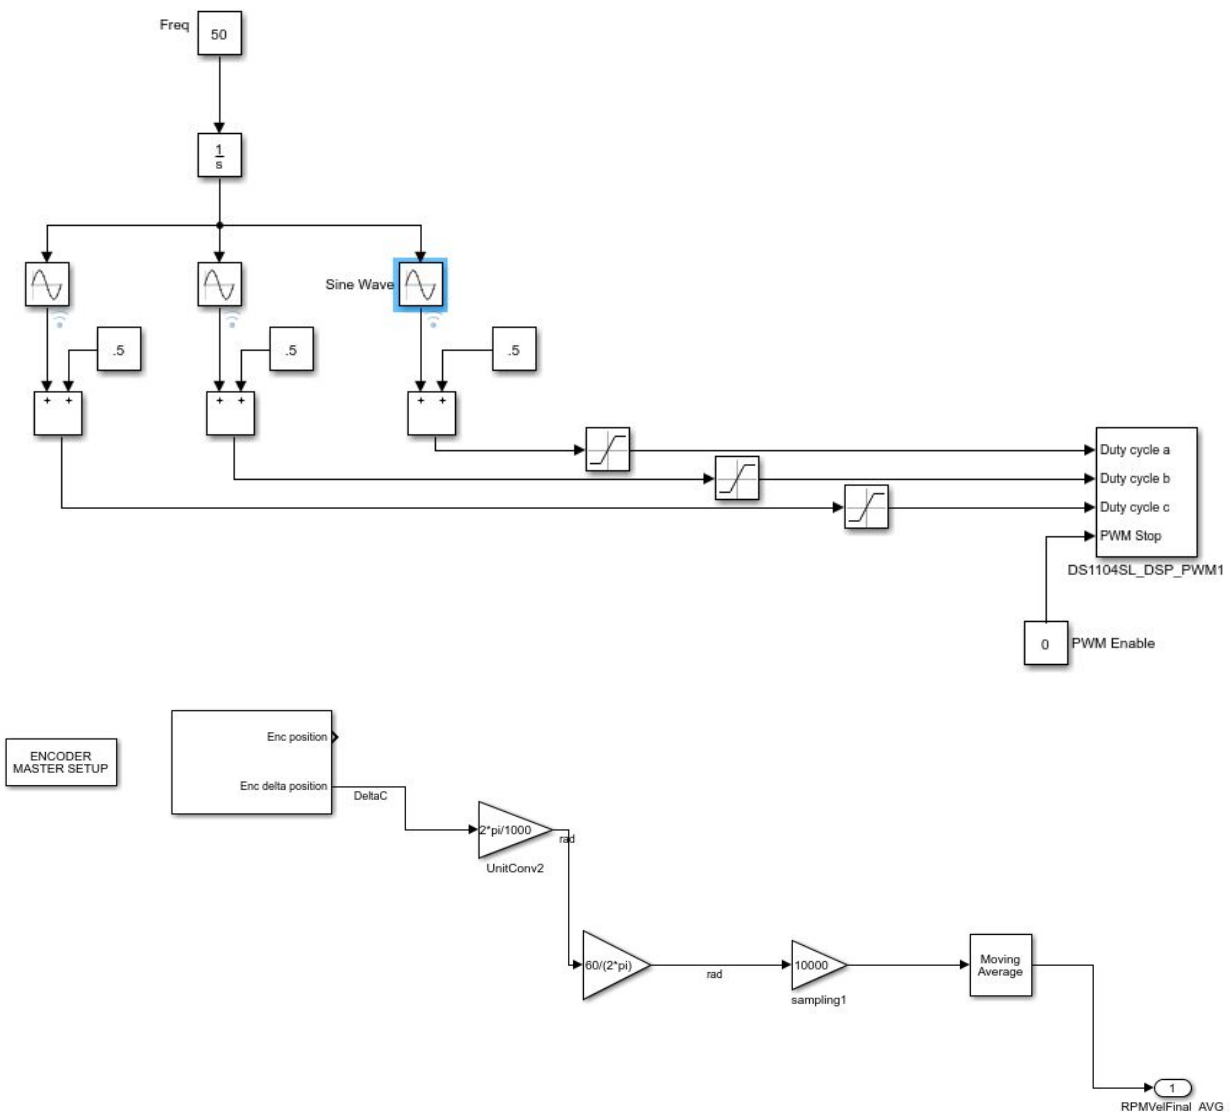 Freq
50
1
s
Sine Wave
.5
.5
.5
+ +
+ +
+ +
Duty cycle a
Duty cycle b
Duty cycle c
PWM Stop
DS1104SL_DSP_PWM1
0
PWM Enable
ENCODER
MASTER SETUP
Enc position
Enc delta position
DeltaC
2*pi/1000
rad
UnitConv2
60/(2*pi)
rad
10000
sampling1
Moving
Average
1
RPMVelFinal_AVG